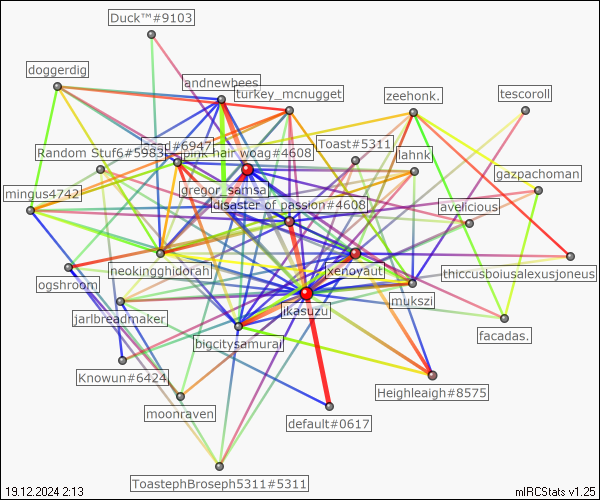 Duck™#9103
doggerdig
andnewbees
turkey_mcnugget
zeehonk.
tescoroll
Toast#5311
Random Stuf6#5983
pink hair woag#4608
lahnk
gazpachoman
mingus4742
gregor_samsa
disaster of passion#4608
avelicious
neokingghidorah
xenoyaut
thiccusboiusalexusjoneus
ogshroom
mukszi
jarlbreadmaker
ikasuzu
bigcitysamurai
facadas.
Knowun#6424
Heighleaigh#8575
moonraven
default#0617
ToastephBroseph5311#5311
19.12.2024 2:13
mIRCStats v1.25